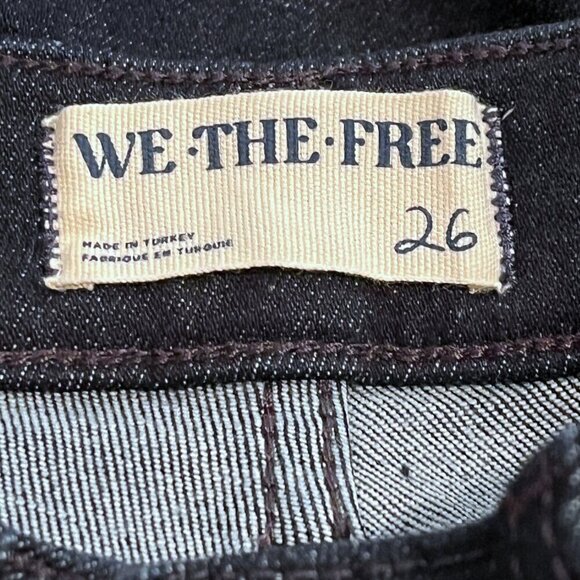 WE·THE·FREE
26
MADE IN TURKEY
FABRIQUE EN TURQUIE